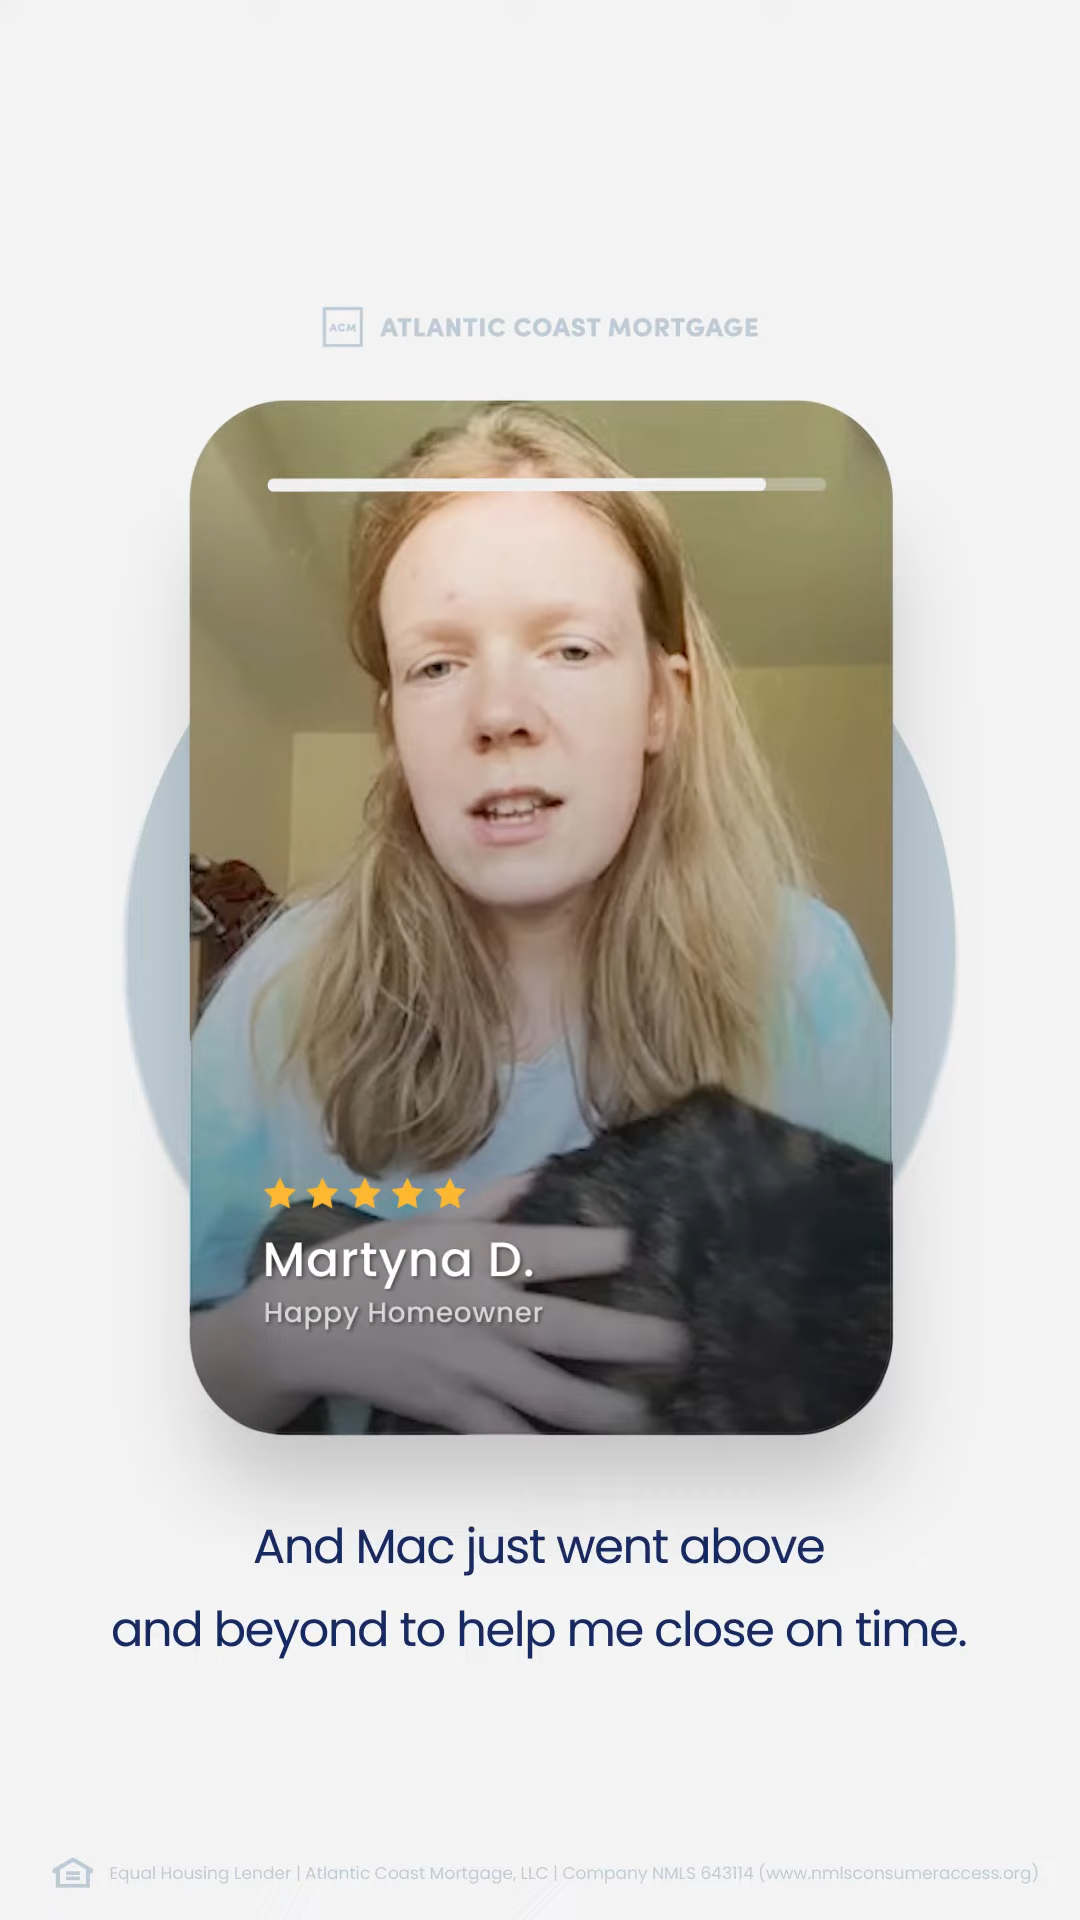 ACM ATLANTIC COAST MORTGAGE
Martyna D.
Happy Homeowner
And Mac just went above
and beyond to help me close on time.
Equal Housing Lender | Atlantic Coast Mortgage, LLC | Company NMLS 643114 (www.nmlsconsumeraccess.org)